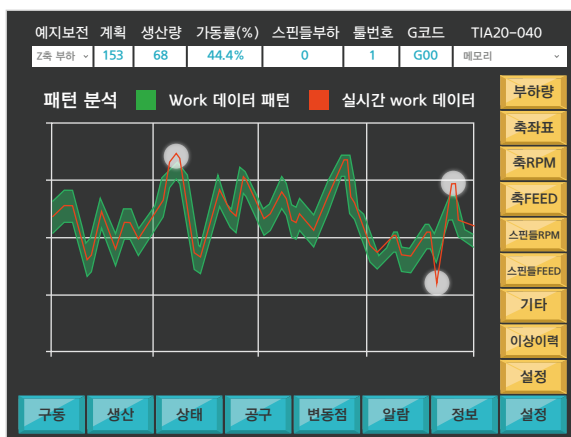 예지보전 계획 생산량 가동률(%) 스핀들부하 툴번호 G코드 TIA20-040
Z축 부하 153 68 44.4% 0 1 G00 메모리
패턴 분석 Work 데이터 패턴 실시간 work 데이터
부하량
축좌표
축RPM
축FEED
스핀들RPM
스핀들FEED
기타
이상이력
설정
구동 생산 상태 공구 변동점 알람 정보 설정